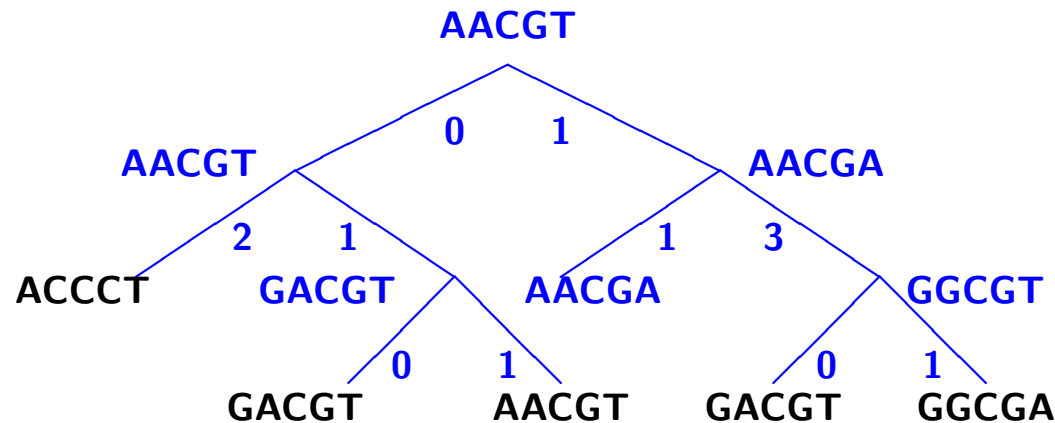 AACGT
0 1
AACGT AACGA
2 1 1 3
ACCCT GACGT AACGA GGCGT
0 1 0 1
GACGT AACGT GACGT GGCGA